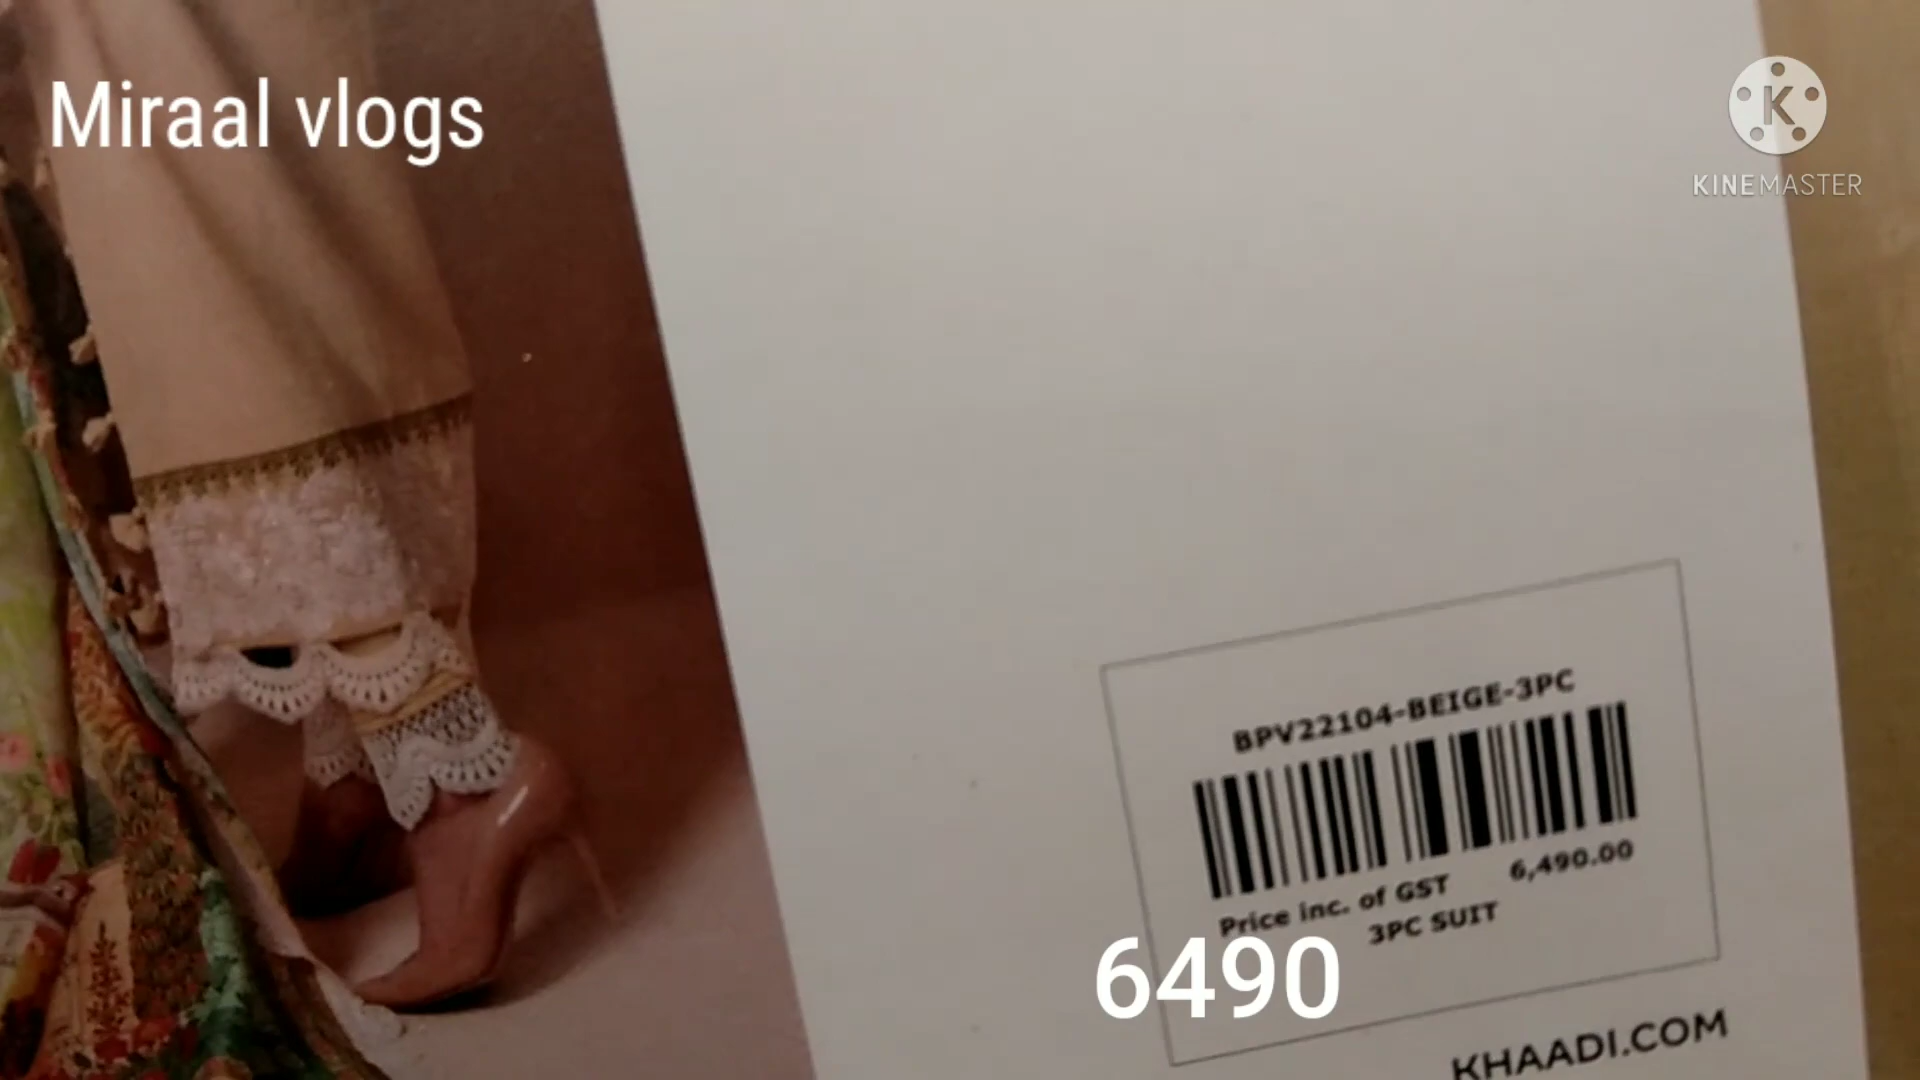 Miraal vlogs
K
KINEMASTER
BPV22104-BEIGE-3PC
Price inc. of GST 6,490.00
3PC SUIT
6490
KHAADI.COM